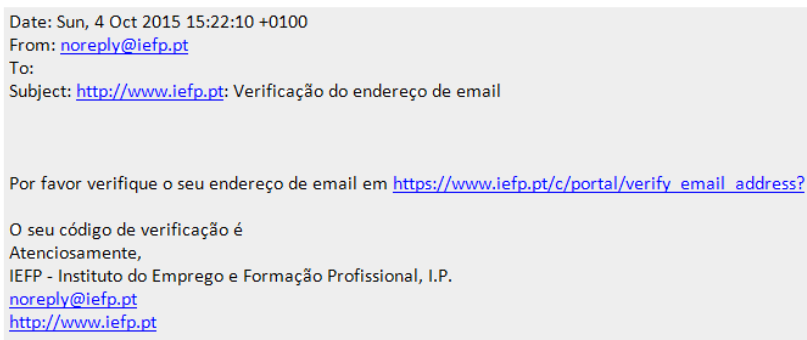 Date: Sun, 4 Oct 2015 15:22:10 +0100
From: noreply@iefp.pt
To:
Subject: http://www.iefp.pt: Verificação do endereço de email
Por favor verifique o seu endereço de email em https://www.iefp.pt/c/portal/verify_email_address?
O seu código de verificação é
Atenciosamente,
IEFP - Instituto do Emprego e Formação Profissional, I.P.
noreply@iefp.pt
http://www.iefp.pt